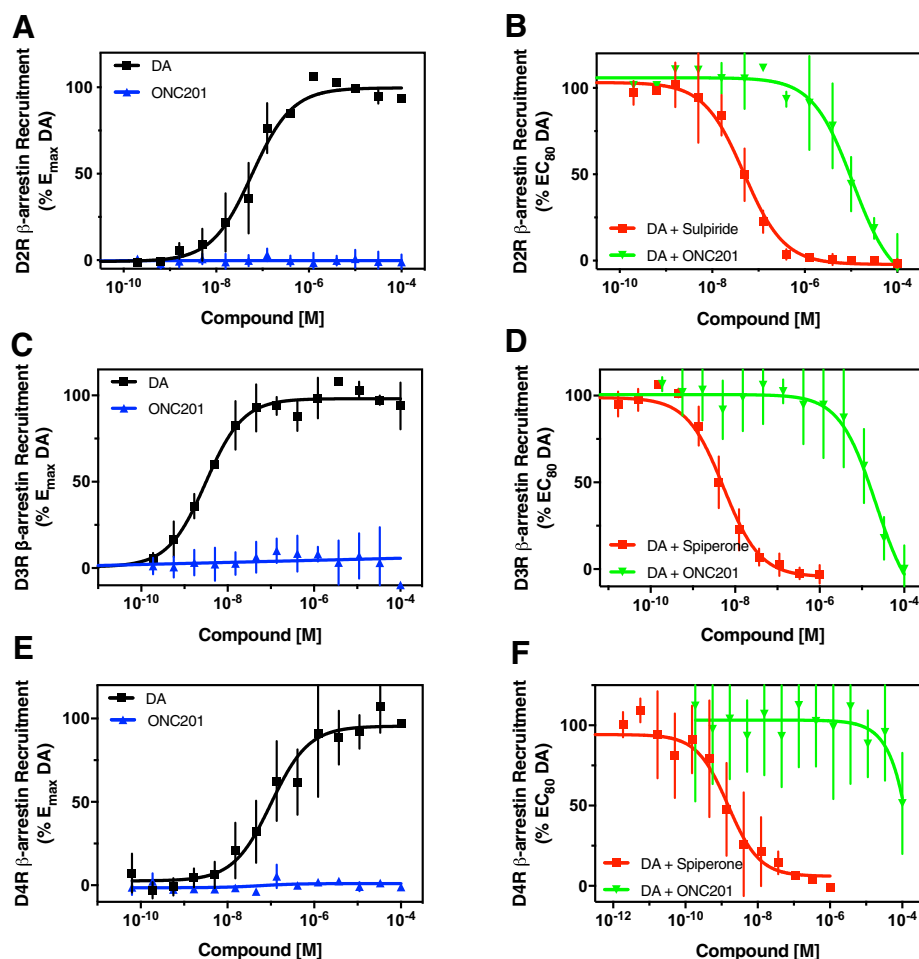 A
D2R β-arrestin Recruitment
(% Emax DA)
100
50
0
DA
ONC201
10-10
10-8
10-6
10-4
Compound [M]
B
D2R β-arrestin Recruitment
(% EC80 DA)
100
50
0
DA + Sulpiride
DA + ONC201
10-10
10-8
10-6
10-4
Compound [M]
C
D3R β-arrestin Recruitment
(% Emax DA)
100
50
0
DA
ONC201
10-10
10-8
10-6
10-4
Compound [M]
D
D3R β-arrestin Recruitment
(% EC80 DA)
100
50
0
DA + Spiperone
DA + ONC201
10-10
10-8
10-6
10-4
Compound [M]
E
D4R β-arrestin Recruitment
(% Emax DA)
100
50
0
DA
ONC201
10-10
10-8
10-6
10-4
Compound [M]
F
D4R β-arrestin Recruitment
(% EC80 DA)
100
50
0
DA + Spiperone
DA + ONC201
10-12
10-10
10-8
10-6
10-4
Compound [M]